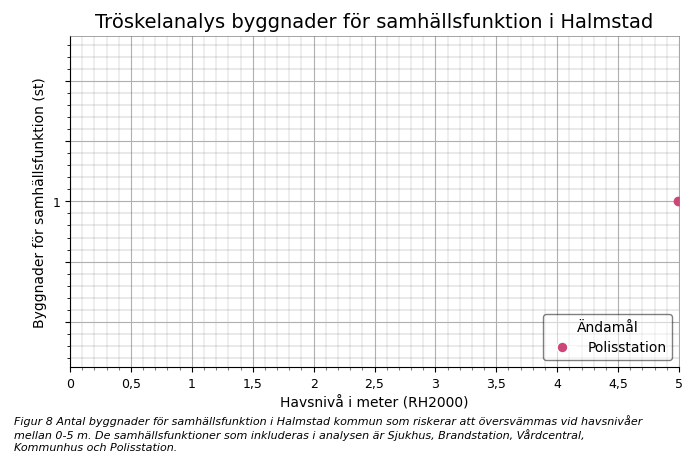 Tröskelanalys byggnader för samhällsfunktion i Halmstad
Byggnader för samhällsfunktion (st)
1
Ändamål
Polisstation
0 0,5 1 1,5 2 2,5 3 3,5 4 4,5 5
Havsnivå i meter (RH2000)
Figur 8 Antal byggnader för samhällsfunktion i Halmstad kommun som riskerar att översvämmas vid havsnivåer
mellan 0-5 m. De samhällsfunktioner som inkluderas i analysen är Sjukhus, Brandstation, Vårdcentral,
Kommunhus och Polisstation.